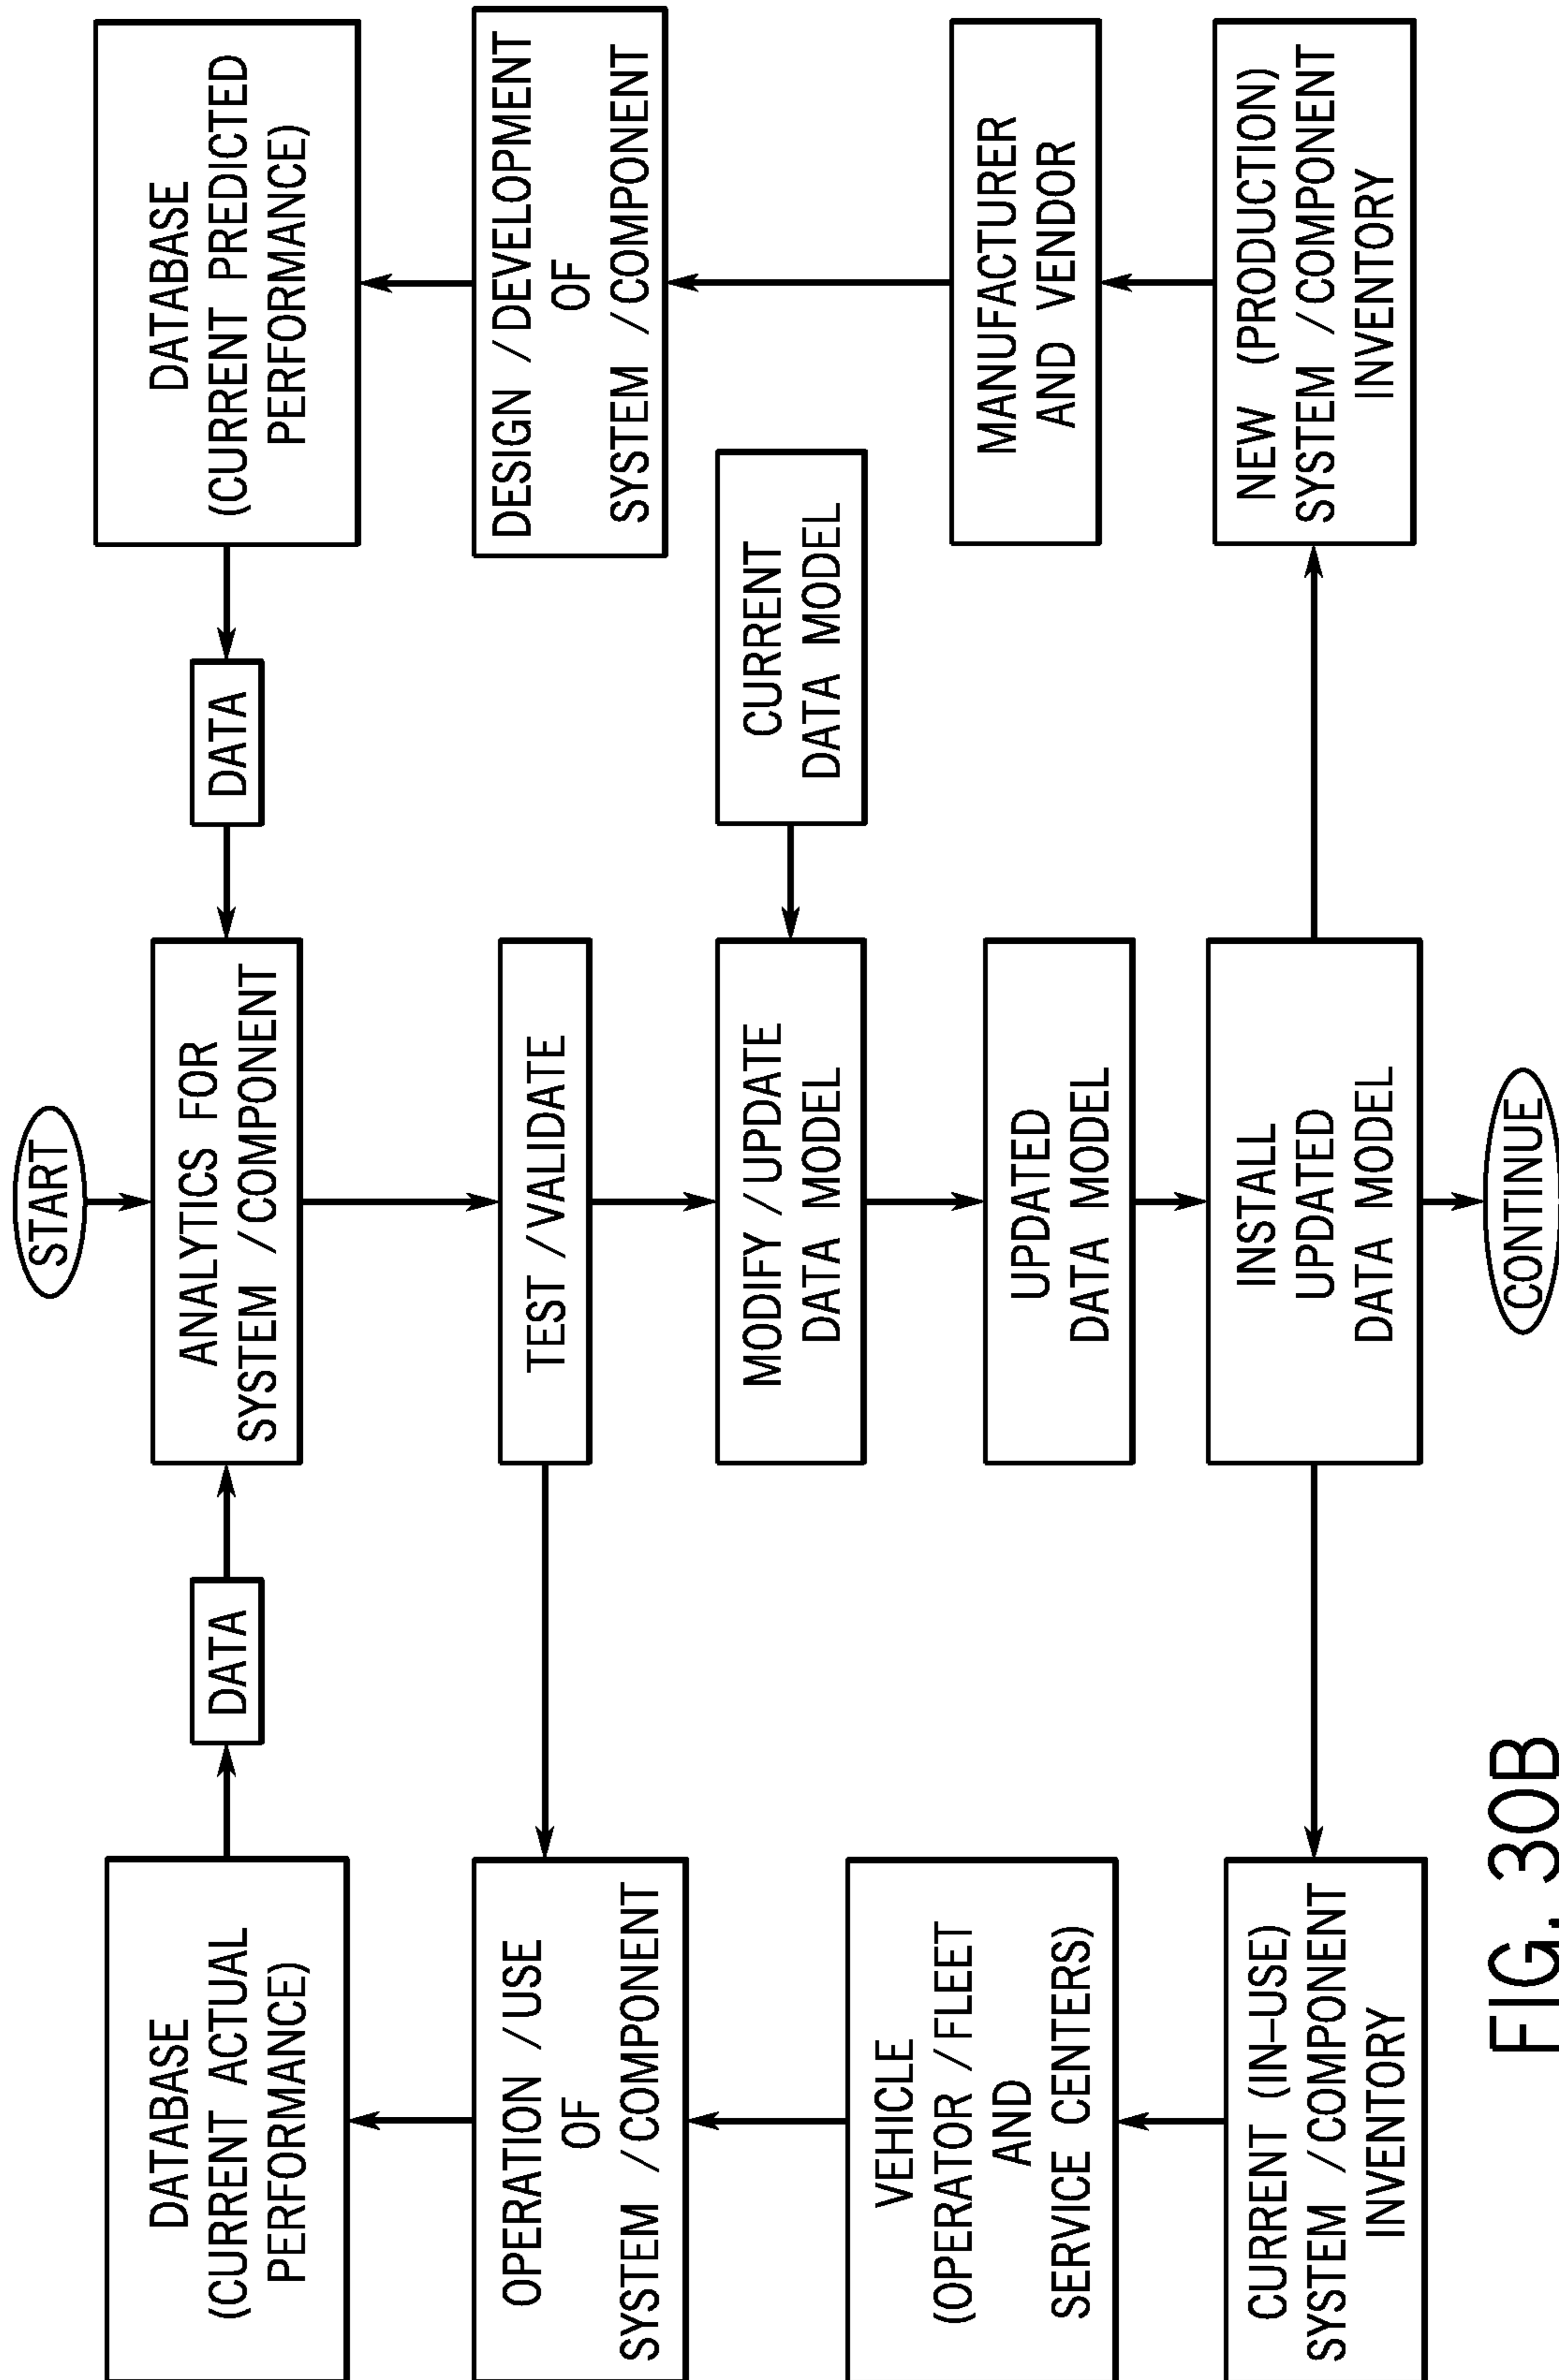 START
DATABASE
(CURRENT ACTUAL
PERFORMANCE)
DATA
ANALYTICS FOR
SYSTEM/COMPONENT
DATA
DATABASE
(CURRENT PREDICTED
PERFORMANCE)
OPERATION/USE
OF
SYSTEM/COMPONENT
TEST/VALIDATE
DESIGN/DEVELOPMENT
OF
SYSTEM/COMPONENT
MODIFY/UPDATE
DATA MODEL
CURRENT
DATA MODEL
VEHICLE
(OPERATOR/FLEET
AND
SERVICE CENTERS)
UPDATED
DATA MODEL
MANUFACTURER
AND VENDOR
CURRENT (IN-USE)
SYSTEM/COMPONENT
INVENTORY
INSTALL
UPDATED
DATA MODEL
NEW (PRODUCTION)
SYSTEM/COMPONENT
INVENTORY
CONTINUE
FIG. 30B